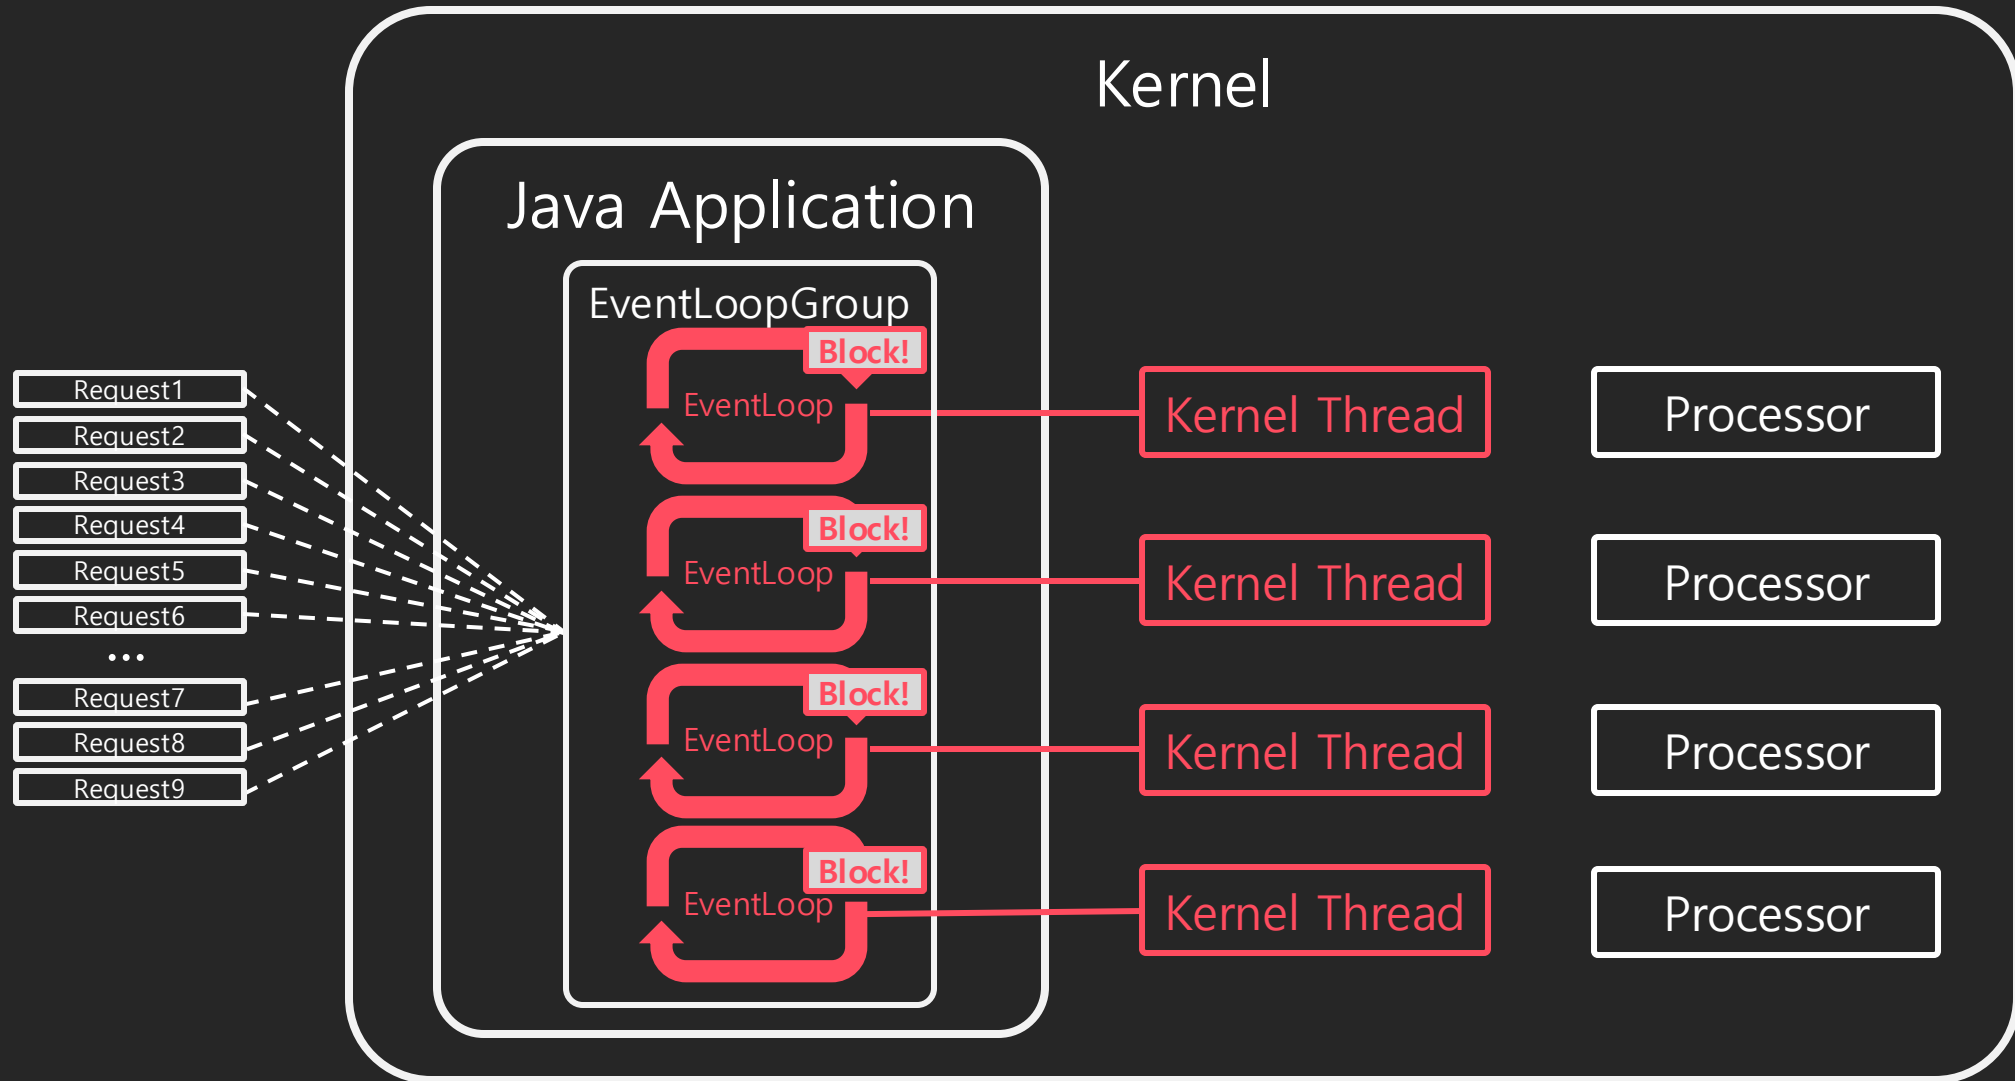 Kernel
Java Application
EventLoopGroup
Request1
Request2
Request3
Request4
Request5
Request6
...
Request7
Request8
Request9
Block!
EventLoop
Kernel Thread
Processor
Block!
EventLoop
Kernel Thread
Processor
Block!
EventLoop
Kernel Thread
Processor
Block!
EventLoop
Kernel Thread
Processor